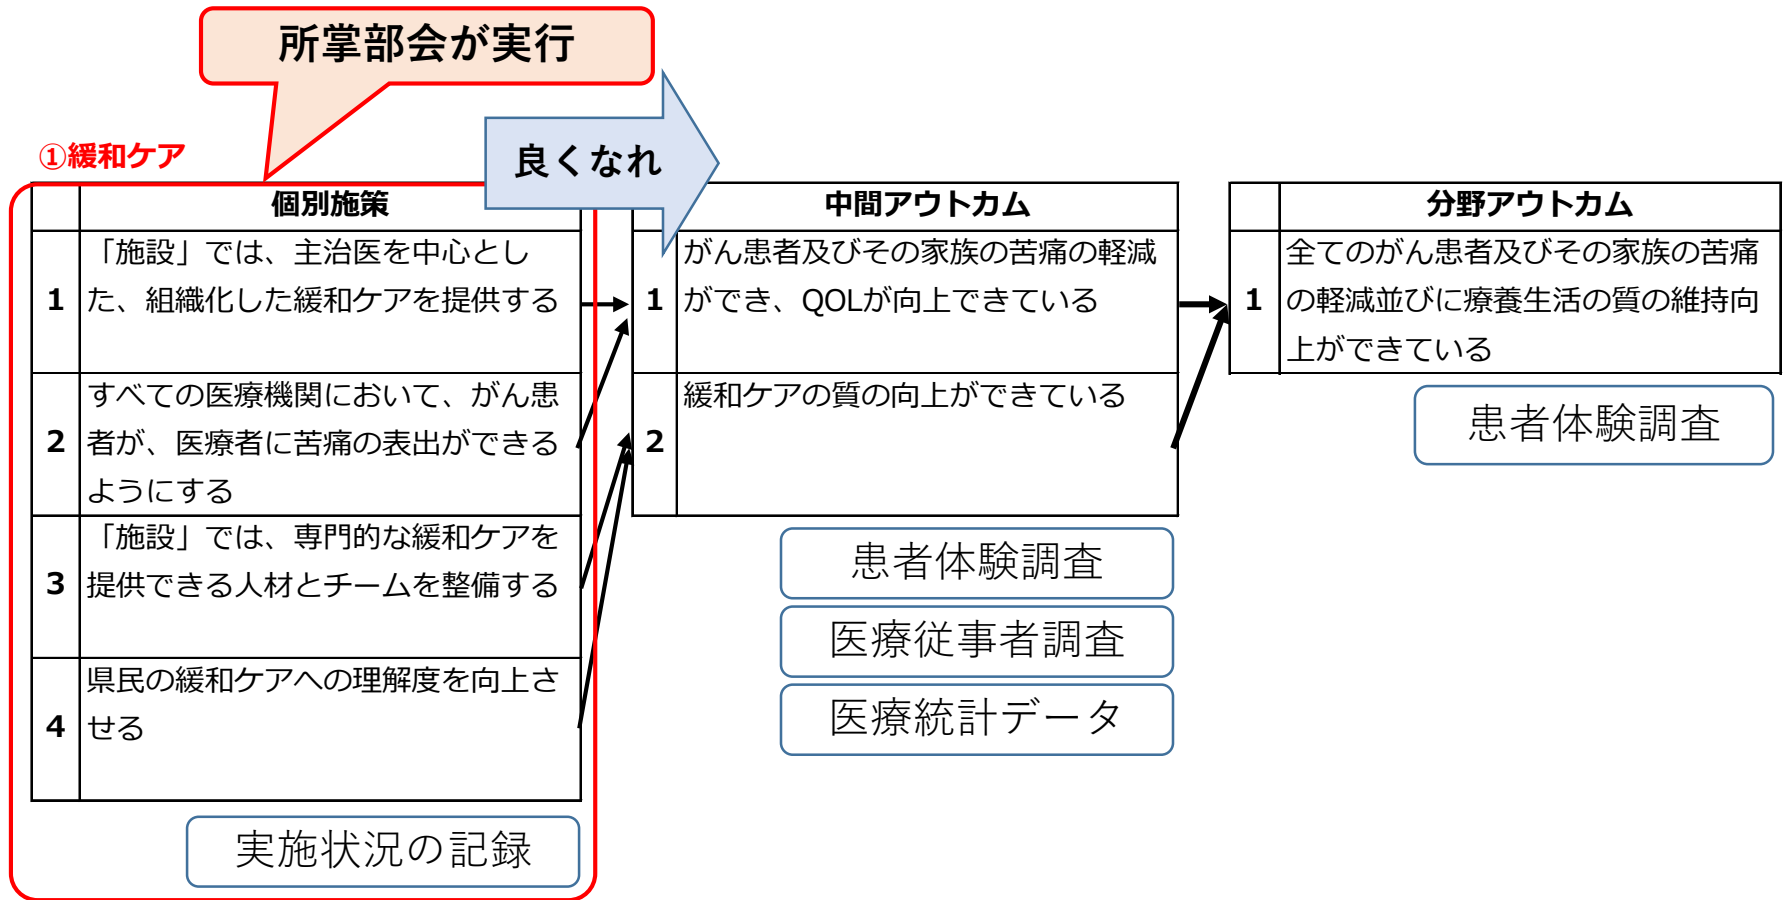 所掌部会が実行
良くなれ
①緩和ケア
個別施策
1
「施設」では、主治医を中心とし
た、組織化した緩和ケアを提供する
2
すべての医療機関において、がん患
者が、医療者に苦痛の表出ができる
ようにする
3
「施設」では、専門的な緩和ケアを
提供できる人材とチームを整備する
4
県民の緩和ケアへの理解度を向上さ
せる
実施状況の記録
中間アウトカム
1
がん患者及びその家族の苦痛の軽減
ができ、QOLが向上できている
2
緩和ケアの質の向上ができている
患者体験調査
医療従事者調査
医療統計データ
分野アウトカム
1
全てのがん患者及びその家族の苦痛
の軽減並びに療養生活の質の維持向
上ができている
患者体験調査